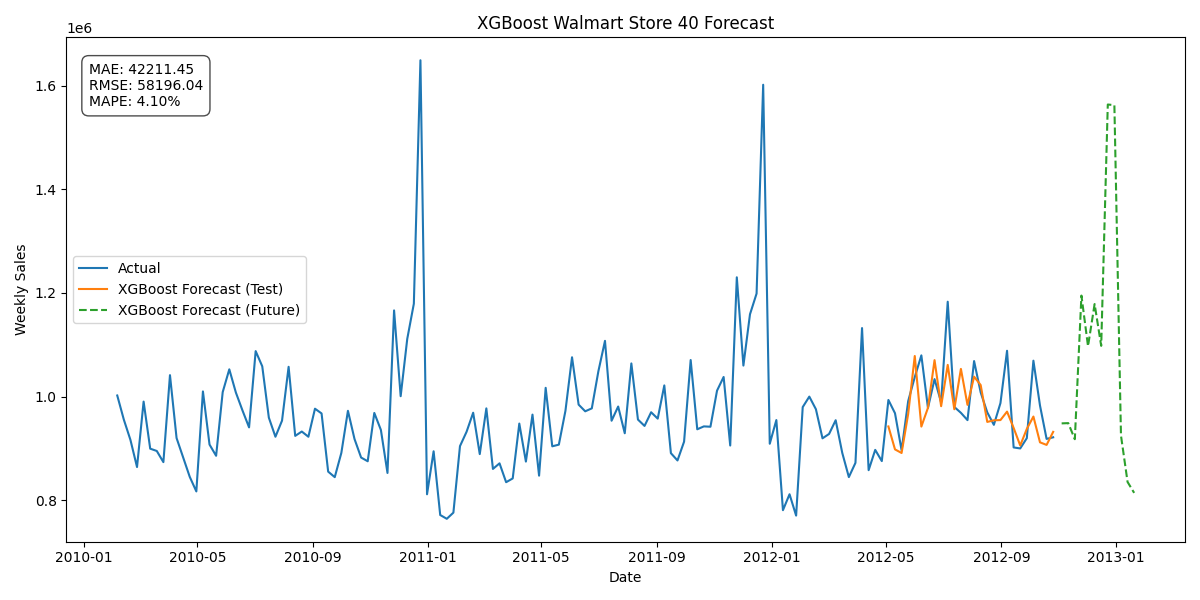 XGBoost Walmart Store 40 Forecast
1e6
MAE: 42211.45
RMSE: 58196.04
MAPE: 4.10%
1.6
1.4
1.2
1.0
0.8
Weekly Sales
Actual
XGBoost Forecast (Test)
XGBoost Forecast (Future)
2010-01
2010-05
2010-09
2011-01
2011-05
2011-09
2012-01
2012-05
2012-09
2013-01
Date